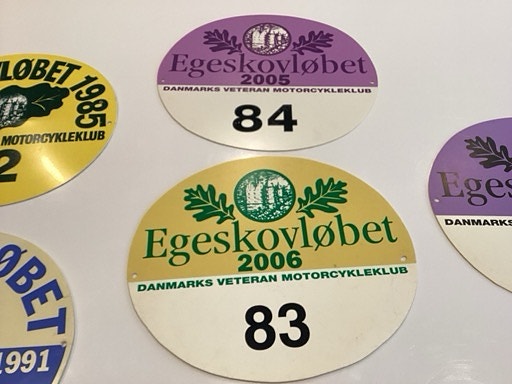 Egeskovløbet
2005
DANMARKS VETERAN MOTORCYKLEKLUB
84
LØBET 1985
MOTORCYKLEKLUB
2
Egeskovløbet
2006
DANMARKS VETERAN MOTORCYKLEKLUB
83
ØBET
1991
Eges
DANMARKS